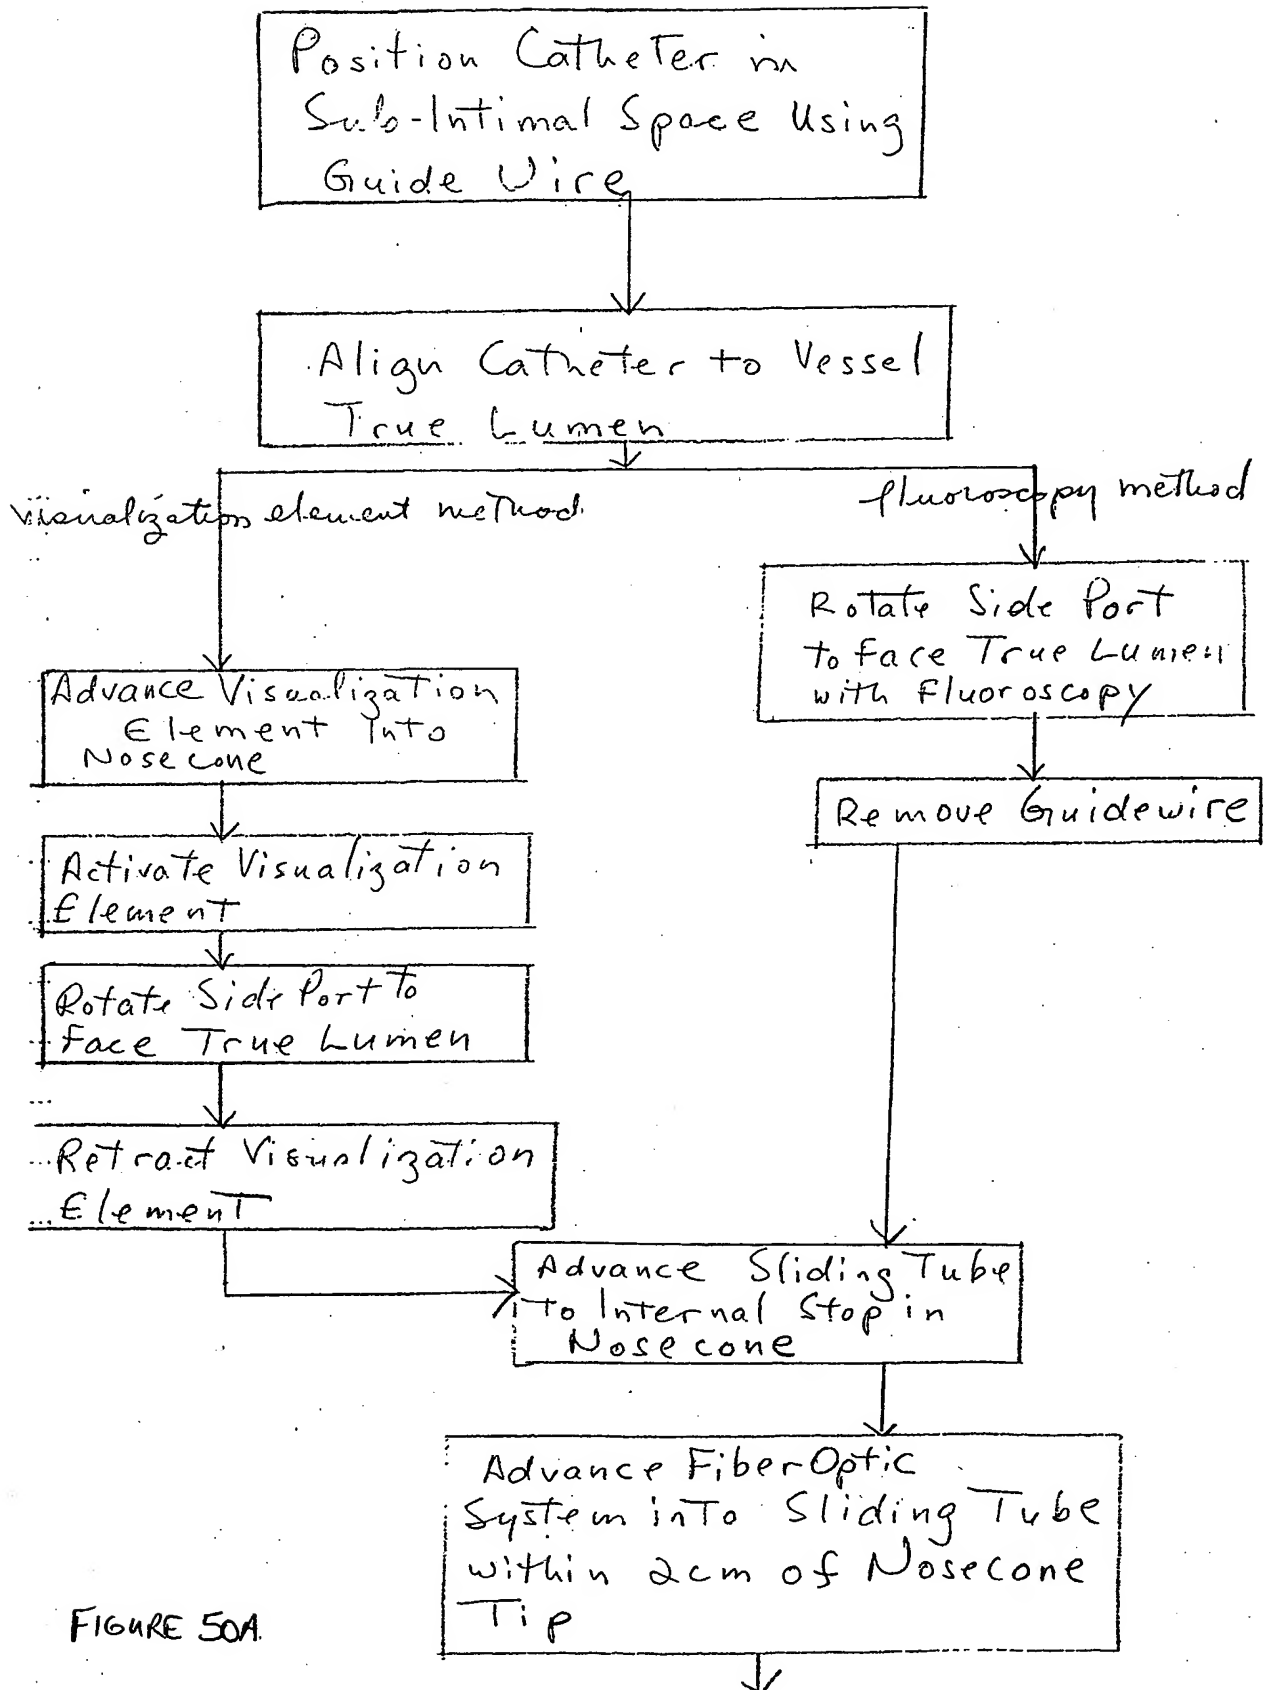 Position Catheter in
Sub-Intimal Space Using
Guide Wire
Align Catheter to Vessel
True Lumen
visualization element method
fluoroscopy method
Rotate Side Port
to Face True Lumen
with Fluoroscopy
Remove Guidewire
Advance Visualization
Element Into
Nosecone
Activate Visualization
Element
Rotate Side Port To
Face True Lumen
Retract Visualization
Element
Advance Sliding Tube
To Internal Stop in
Nosecone
Advance Fiber Optic
System inTo Sliding Tube
within 2cm of Nosecone
Tip
FIGURE 50A.